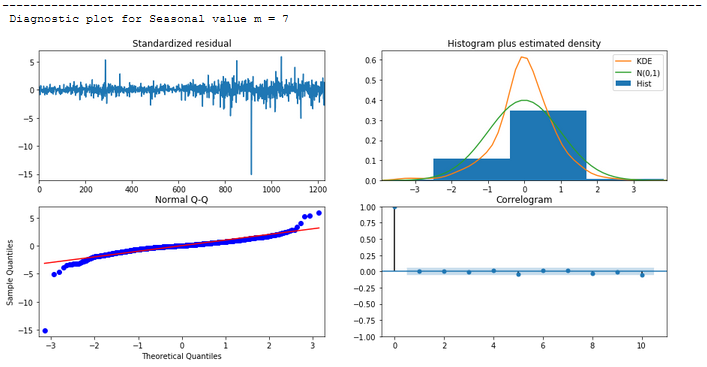 Diagnostic plot for Seasonal value m = 7
Standardized residual
5
0
−5
−10
−15
0 200 400 600 800 1000 1200
Histogram plus estimated density
KDE
N(0,1)
Hist
0.6
0.5
0.4
0.3
0.2
0.1
0.0
−3 −2 −1 0 1 2 3
Normal Q-Q
Sample Quantiles
5
0
−5
−10
−15
−3 −2 −1 0 1 2 3
Theoretical Quantiles
Correlogram
1.00
0.75
0.50
0.25
0.00
−0.25
−0.50
−0.75
−1.00
0 2 4 6 8 10